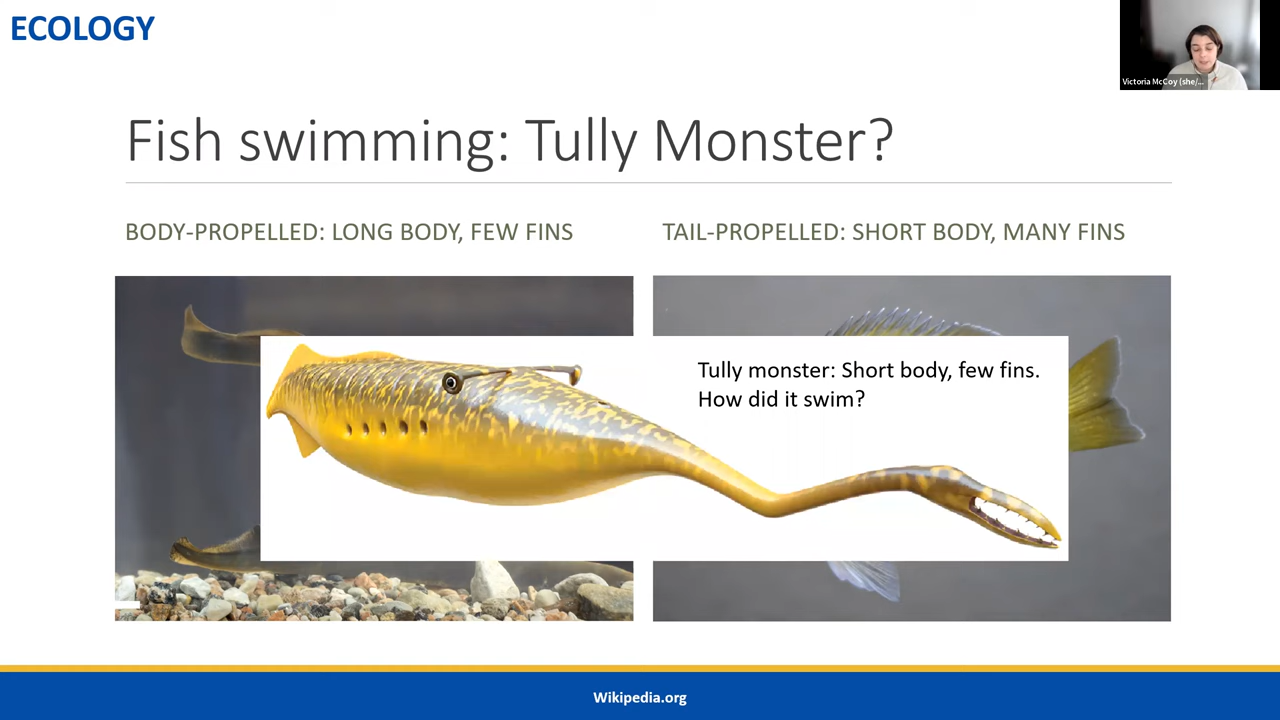 ECOLOGY
Victoria McCoy (she/...
Fish swimming: Tully Monster?
BODY-PROPELLED: LONG BODY, FEW FINS
TAIL-PROPELLED: SHORT BODY, MANY FINS
Tully monster: Short body, few fins.
How did it swim?
Wikipedia.org